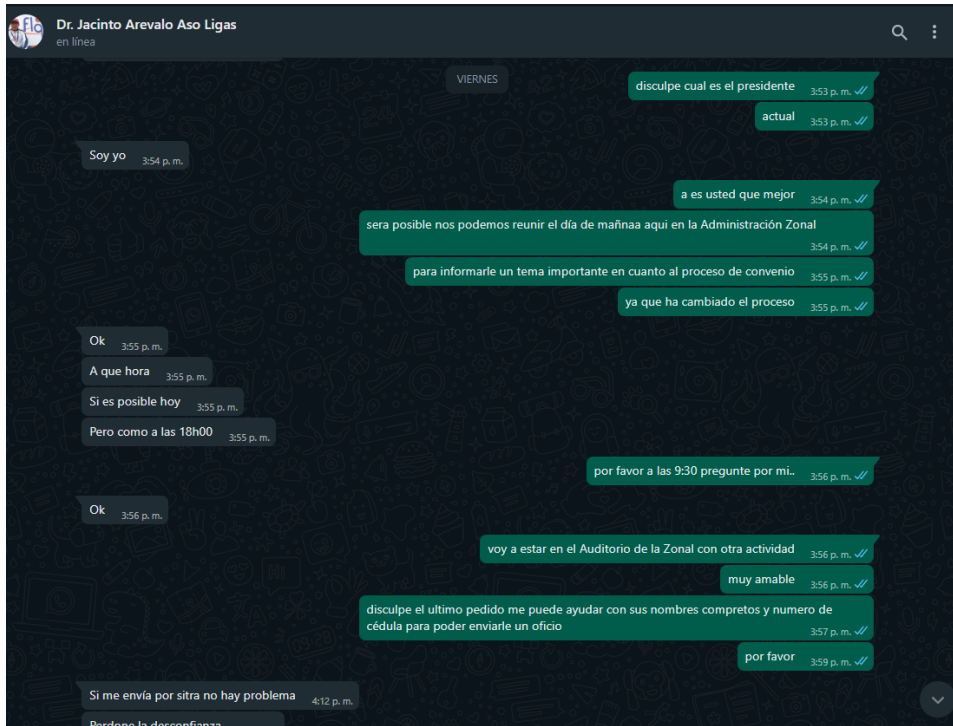 Flo
Dr. Jacinto Arevalo Aso Ligas
en línea
VIERNES
disculpe cual es el presidente 3:53 p. m.
actual 3:53 p. m.
Soy yo 3:54 p. m.
a es usted que mejor 3:54 p. m.
sera posible nos podemos reunir el día de mañnaa aqui en la Administración Zonal
3:54 p. m.
para informarle un tema importante en cuanto al proceso de convenio 3:55 p. m.
ya que ha cambiado el proceso 3:55 p. m.
Ok 3:55 p. m.
A que hora 3:55 p. m.
Si es posible hoy 3:55 p. m.
Pero como a las 18h00 3:55 p. m.
por favor a las 9:30 pregunte por mi.. 3:56 p. m.
Ok 3:56 p. m.
voy a estar en el Auditorio de la Zonal con otra actividad 3:56 p. m.
muy amable 3:56 p. m.
disculpe el ultimo pedido me puede ayudar con sus nombres compretos y numero de
cédula para poder enviarle un oficio 3:57 p. m.
por favor 3:59 p. m.
Si me envía por sitra no hay problema 4:12 p. m.
Perdone la desconfianza